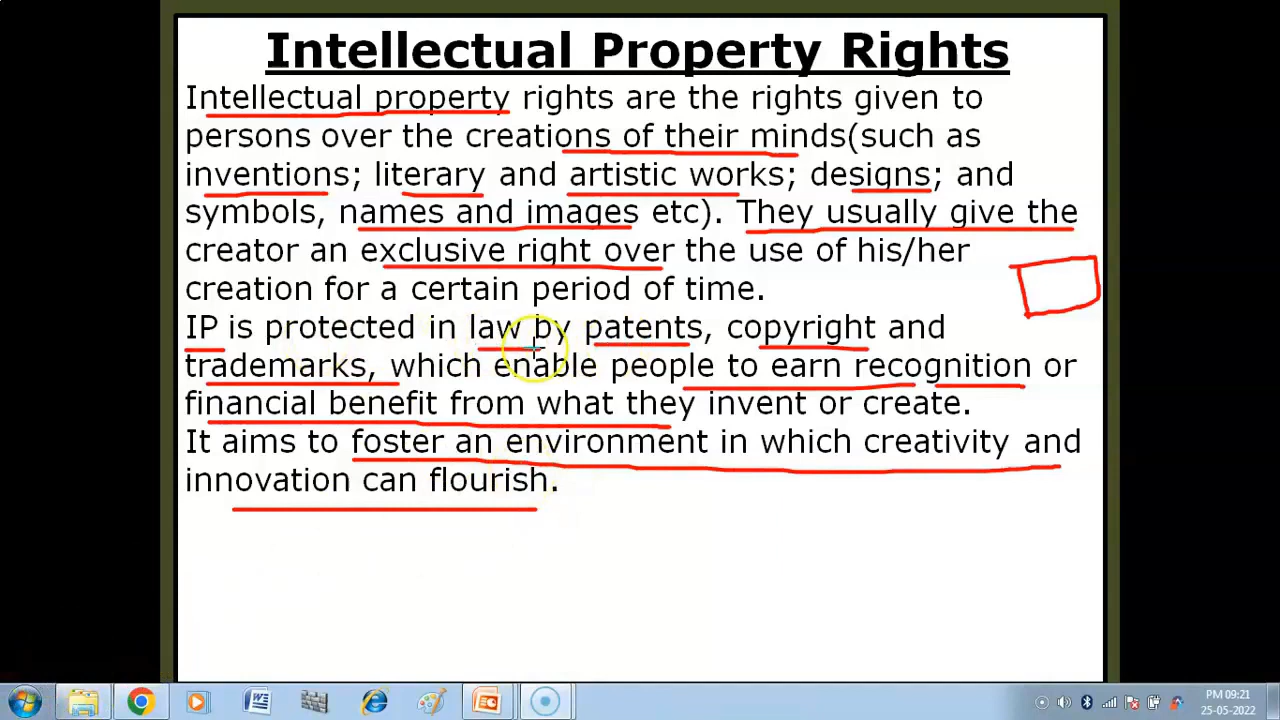 Intellectual Property Rights
Intellectual property rights are the rights given to
persons over the creations of their minds(such as
inventions; literary and artistic works; designs; and
symbols, names and images etc). They usually give the
creator an exclusive right over the use of his/her
creation for a certain period of time.
IP is protected in law by patents, copyright and
trademarks, which enable people to earn recognition or
financial benefit from what they invent or create.
It aims to foster an environment in which creativity and
innovation can flourish.
PM 09:21
25-05-2022